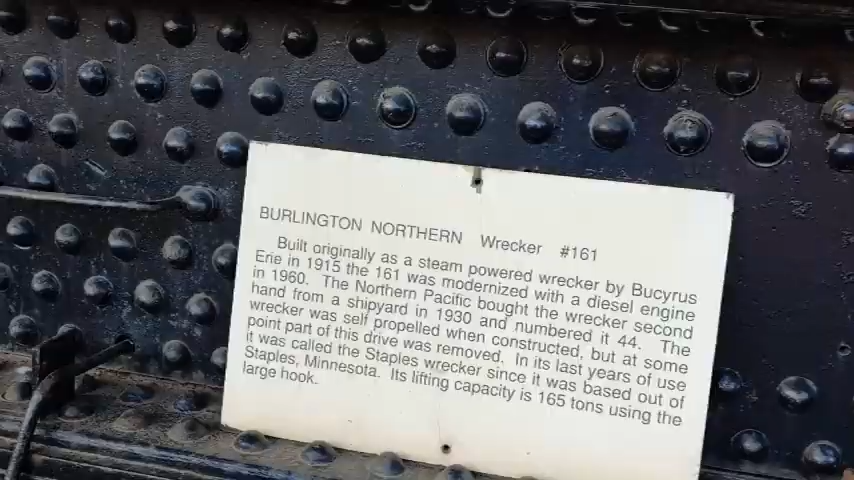 BURLINGTON NORTHERN Wrecker #161
Built originally as a steam powered wrecker by Bucyrus
Erie in 1915 the 161 was modernized with a diesel engine
in 1960. The Northern Pacific bought the wrecker second
hand from a shipyard in 1930 and numbered it 44. The
wrecker was self propelled when constructed, but at some
point part of this drive was removed. In its last years of use
it was called the Staples wrecker since it was based out of
Staples, Minnesota. Its lifting capacity is 165 tons using the
large hook.